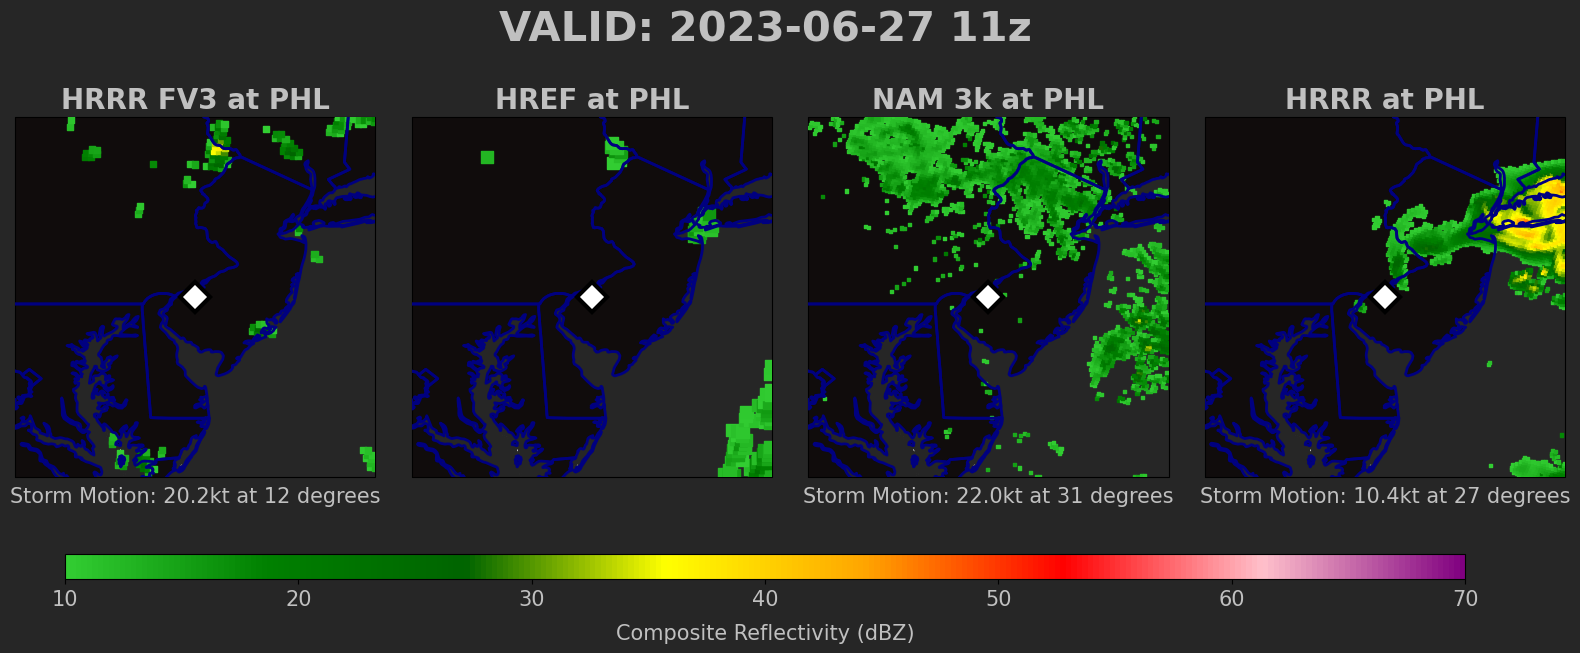 VALID: 2023-06-27 11z
HRRR FV3 at PHL
HREF at PHL
NAM 3k at PHL
HRRR at PHL
Storm Motion: 20.2kt at 12 degrees
Storm Motion: 22.0kt at 31 degrees
Storm Motion: 10.4kt at 27 degrees
10 20 30 40 50 60 70
Composite Reflectivity (dBZ)